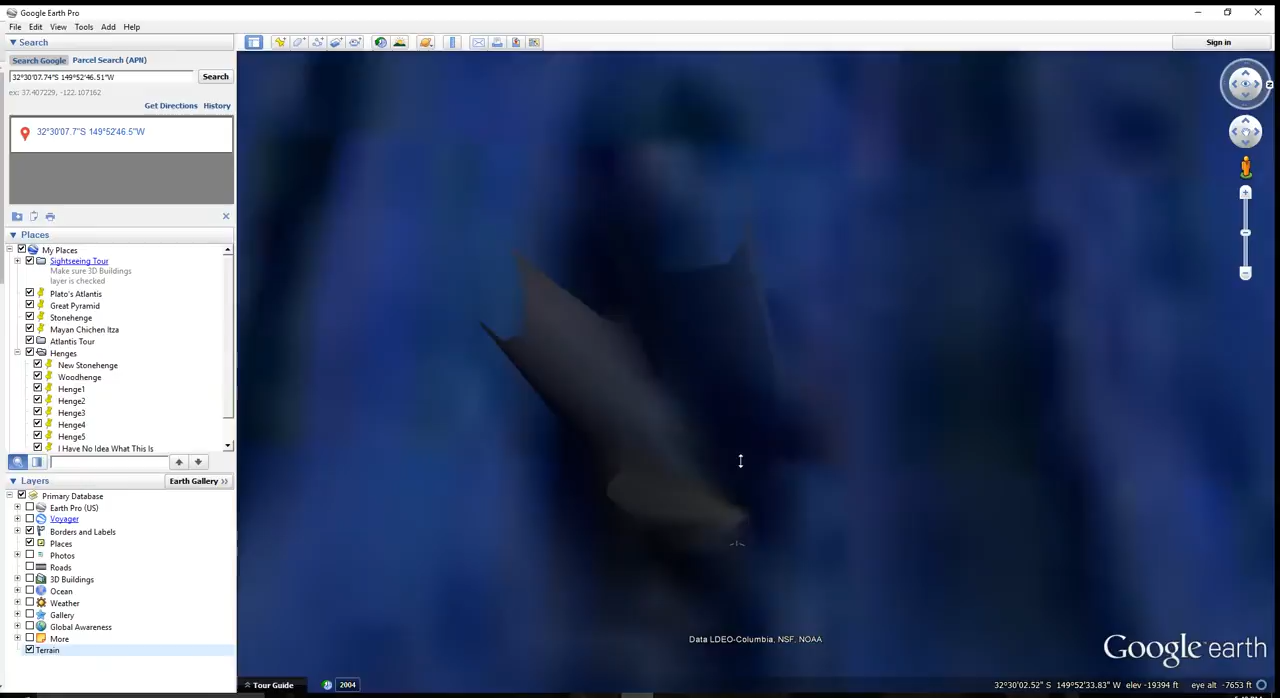 Google Earth Pro
File Edit View Tools Add Help
Search
Sign in
Search Google Parcel Search (APN)
32°30'07.74"S 149°52'46.51"W Search
ex: 37.407229, -122.107162
Get Directions History
32°30'07.7"S 149°52'46.5"W
Places
My Places
Sightseeing Tour
Make sure 3D Buildings
layer is checked
Plato's Atlantis
Great Pyramid
Stonehenge
Mayan Chichen Itza
Atlantis Tour
Henges
New Stonehenge
Woodhenge
Henge1
Henge2
Henge3
Henge4
Henge5
I Have No Idea What This Is
Layers Earth Gallery »
Primary Database
Earth Pro (US)
Voyager
Borders and Labels
Places
Photos
Roads
3D Buildings
Ocean
Weather
Gallery
Global Awareness
More
Terrain
Data LDEO-Columbia, NSF, NOAA
Google earth
Tour Guide 2004 32°30'02.52" S 149°52'33.83" W elev -19394 ft eye alt -7653 ft